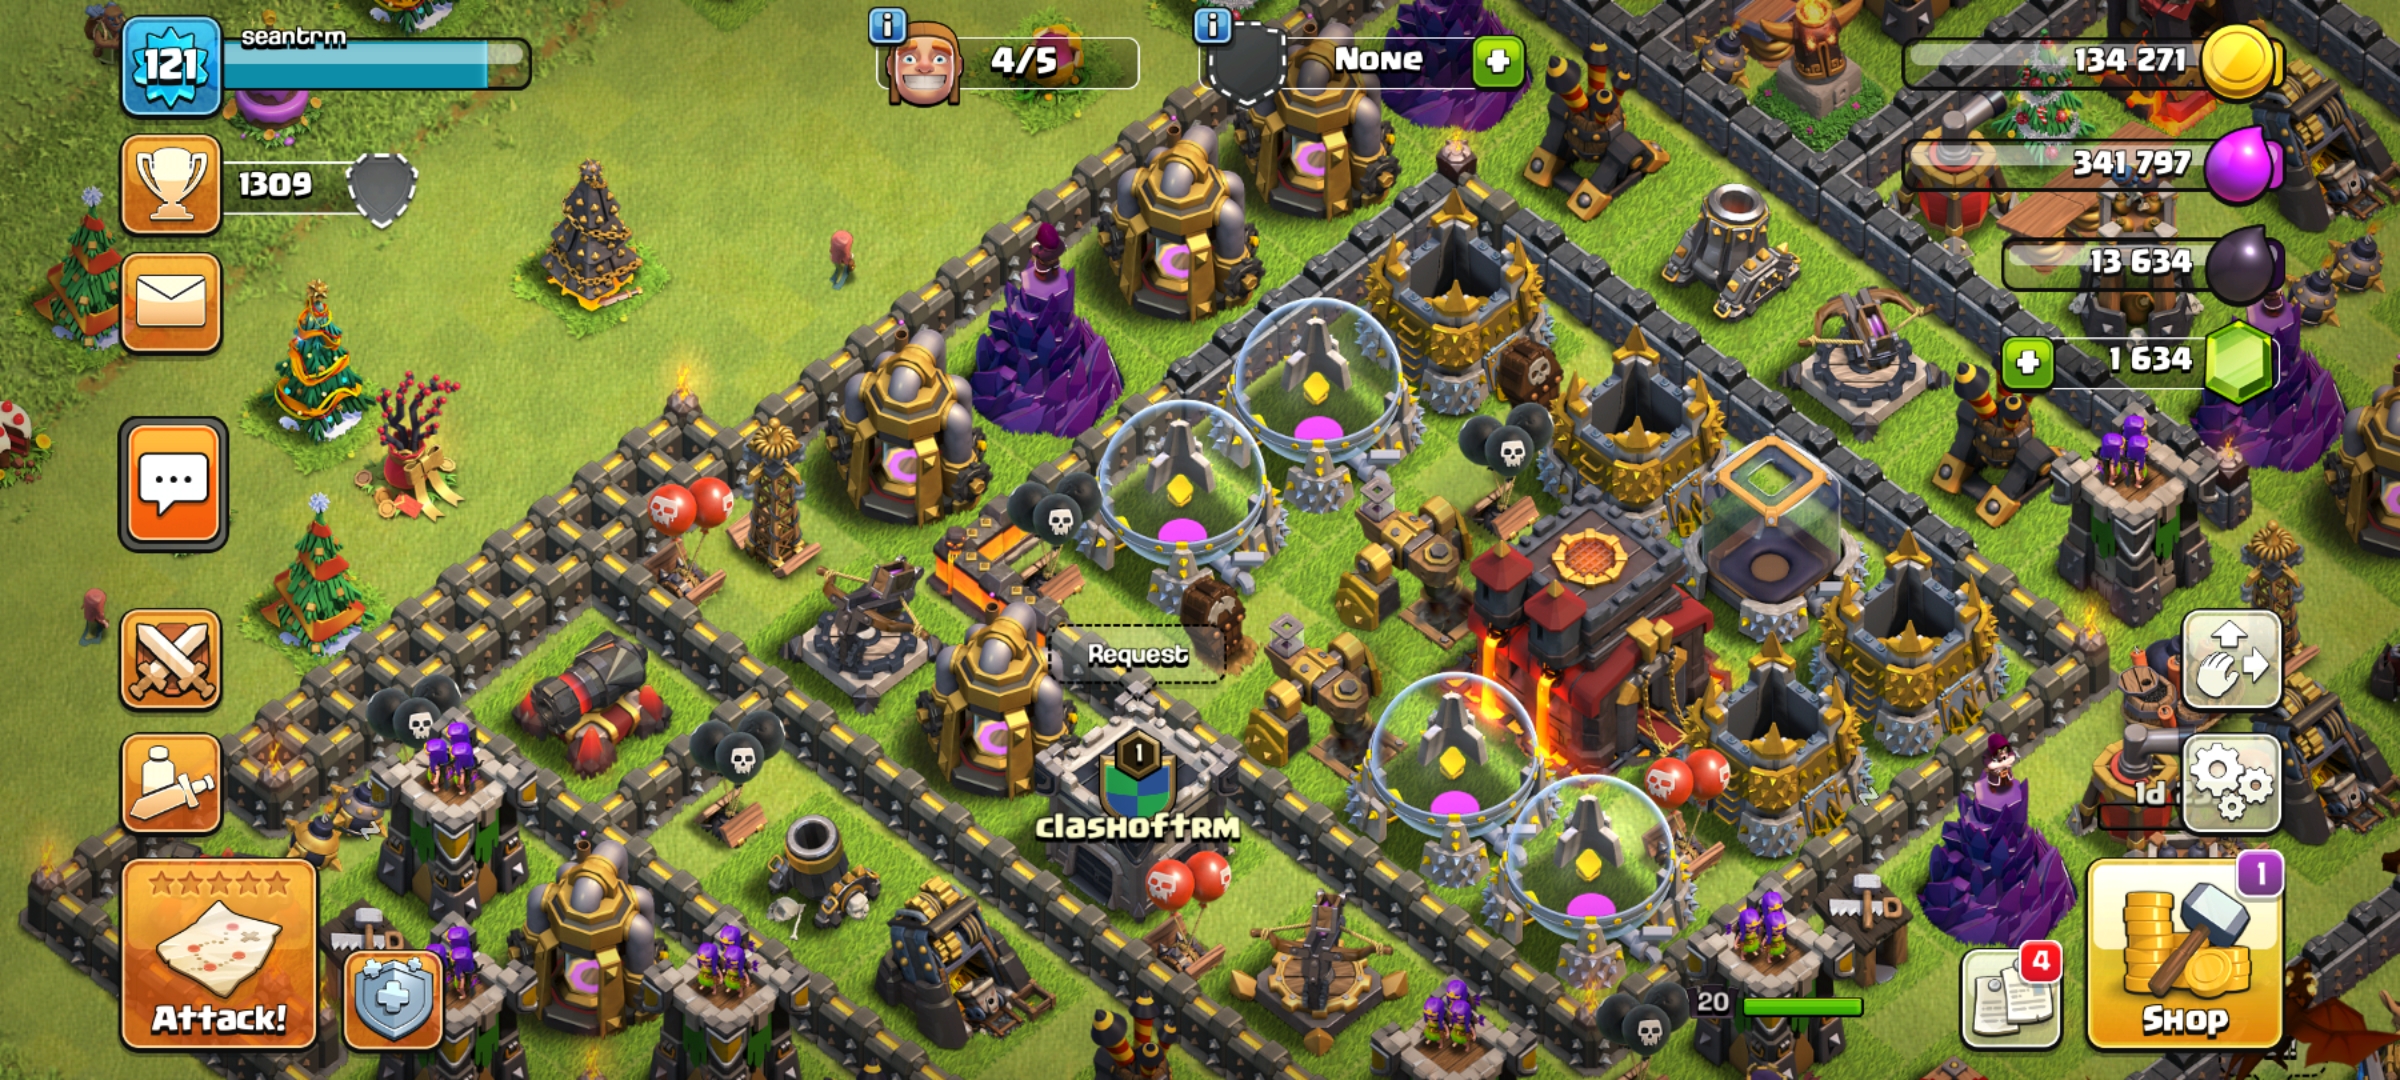 121
seantrm
4/5
None
134 271
1309
341 797
13 634
1 634
Request
1
clashofTRM
1d
1
4
20
Attack!
Shop